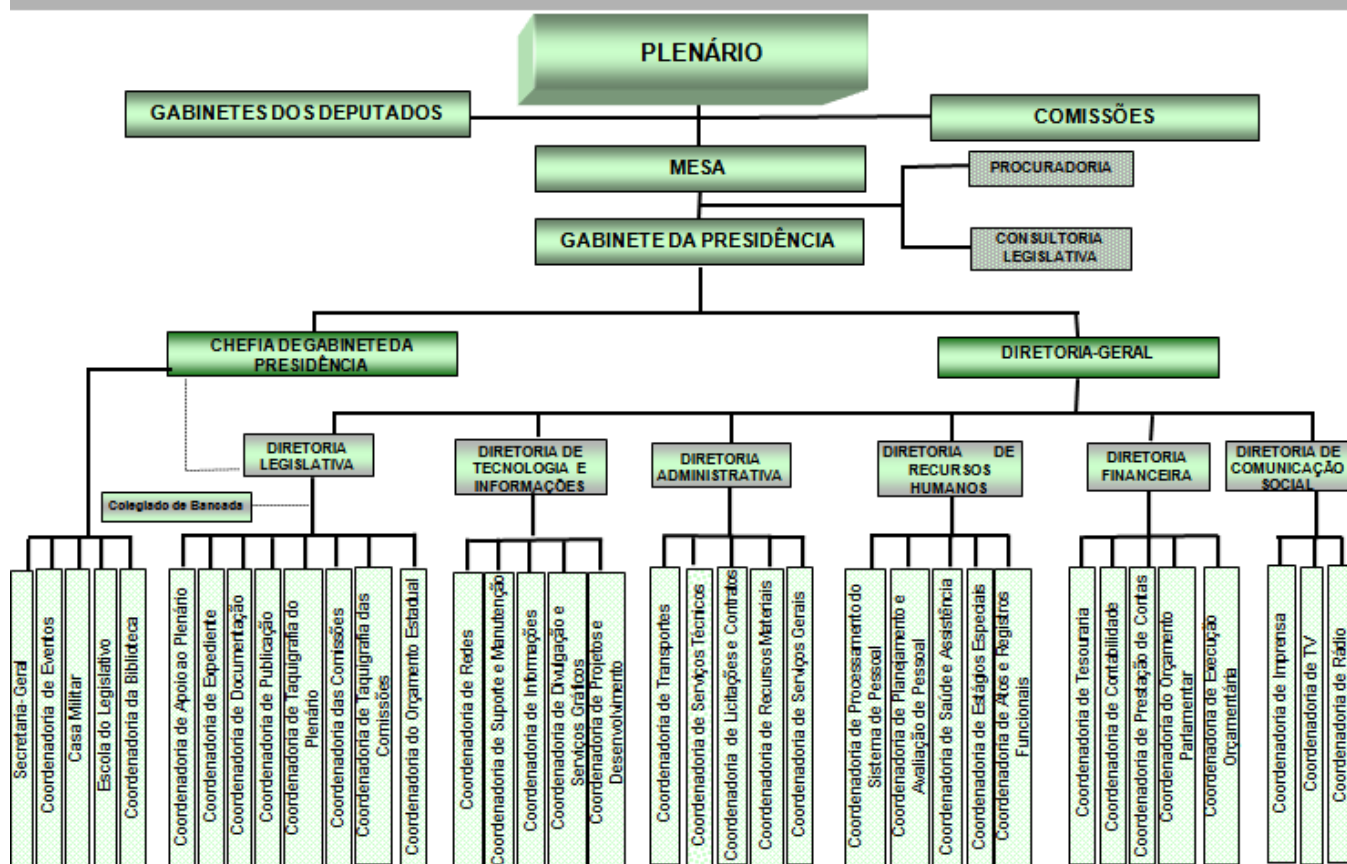 PLENÁRIO
GABINETES DOS DEPUTADOS
COMISSÕES
MESA
PROCURADORIA
GABINETE DA PRESIDÊNCIA
CONSULTORIA
LEGISLATIVA
CHEFIA DE GABINETE DA
PRESIDÊNCIA
DIRETORIA-GERAL
DIRETORIA
LEGISLATIVA
DIRETORIA DE
TECNOLOGIA E
INFORMAÇÕES
DIRETORIA
ADMINISTRATIVA
DIRETORIA DE
RECURSOS
HUMANOS
DIRETORIA
FINANCEIRA
DIRETORIA DE
COMUNICAÇÃO
SOCIAL
Colegiado de Bancada
Secretaria- Geral
Coordenadoria de Eventos
Casa Militar
Escola do Legislativo
Coordenadoria da Biblioteca
Coordenadoria de Apoio ao Plenário
Coordenadoria de Expediente
Coordenadoria de Documentação
Coordenadoria de Publicação
Coordenadoria de Taquigrafia do
Plenário
Coordenadoria das Comissões
Coordenadoria de Taquigrafia das
Comissões
Coordenadoria do Orçamento Estadual
Coordenadoria de Redes
Coordenadoria de Suporte e Manutenção
Coordenadoria de Informações
Coordenadoria de Divulgação e
Serviços Gráficos
Coordenadoria de Projetos e
Desenvolvimento
Coordenadoria de Transportes
Coordenadoria de Serviços Técnicos
Coordenadoria de Licitações e Contratos
Coordenadoria de Recursos Materiais
Coordenadoria de Serviços Gerais
Coordenadoria de Processamento do
Sistema de Pessoal
Coordenadoria de Planejamento e
Avaliação de Pessoal
Coordenadoria de Saúde e Assistência
Coordenadoria de Estágios Especiais
Coordenadoria de Atos e Registros
Funcionais
Coordenadoria de Tesouraria
Coordenadoria de Contabilidade
Coordenadoria de Prestação de Contas
Coordenadoria do Orçamento
Parlamentar
Coordenadoria de Execução
Orçamentária
Coordenadoria de Imprensa
Coordenadoria de TV
Coordenadoria de Rádio